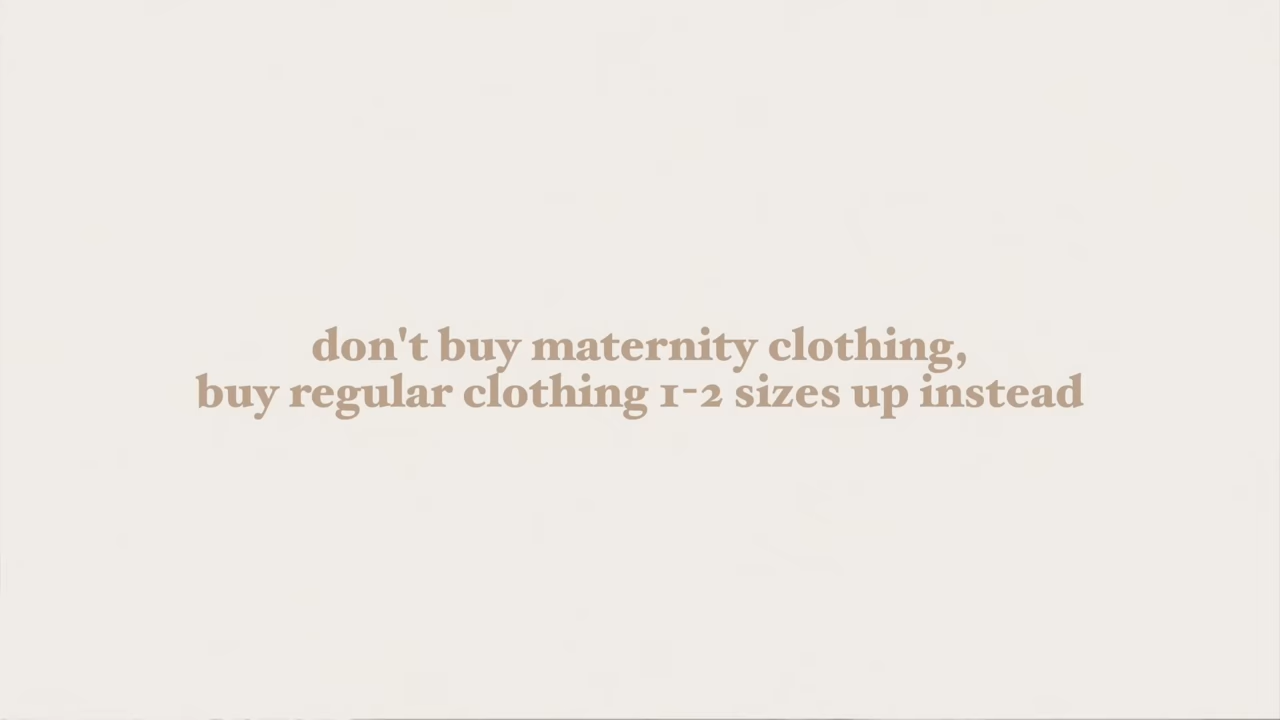 don't buy maternity clothing,
buy regular clothing 1-2 sizes up instead